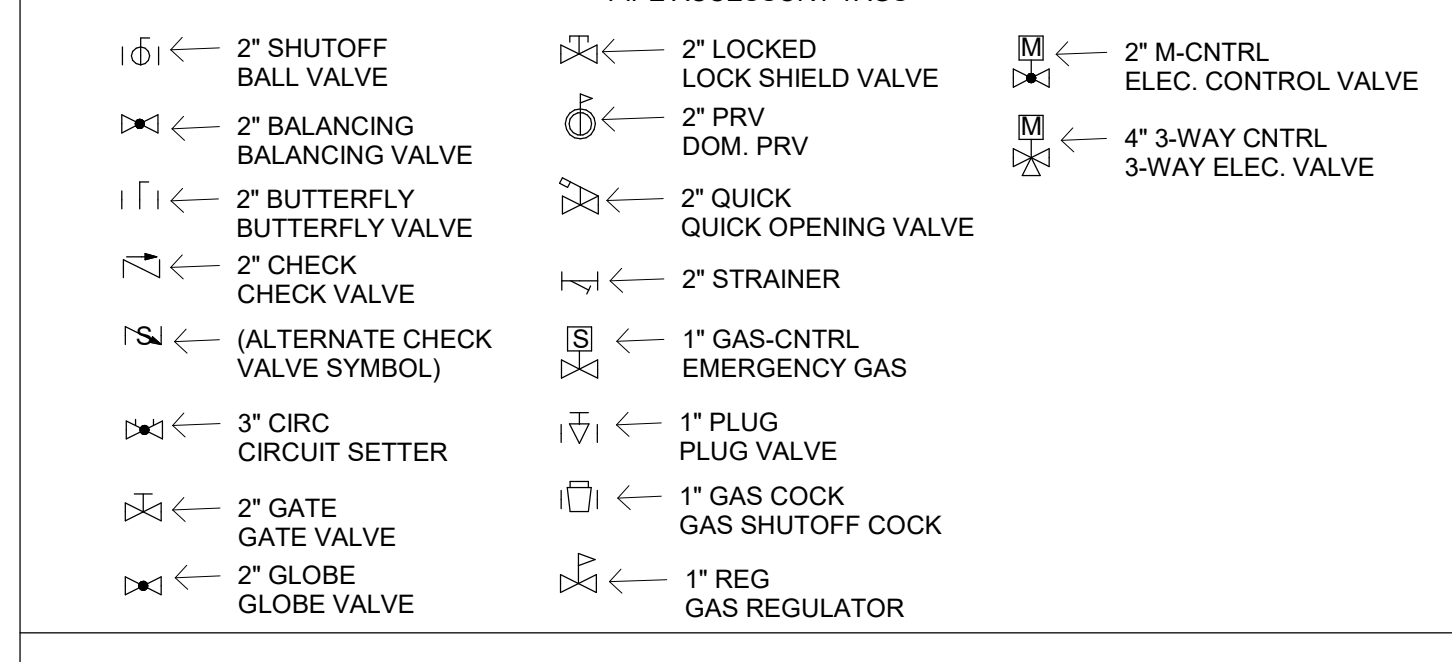 2" SHUTOFF
BALL VALVE
2" BALANCING
BALANCING VALVE
2" BUTTERFLY
BUTTERFLY VALVE
2" CHECK
CHECK VALVE
S
(ALTERNATE CHECK
VALVE SYMBOL)
3" CIRC
CIRCUIT SETTER
2" GATE
GATE VALVE
2" GLOBE
GLOBE VALVE
2" LOCKED
LOCK SHIELD VALVE
2" PRV
DOM. PRV
2" QUICK
QUICK OPENING VALVE
2" STRAINER
S
1" GAS-CNTRL
EMERGENCY GAS
1" PLUG
PLUG VALVE
1" GAS COCK
GAS SHUTOFF COCK
1" REG
GAS REGULATOR
M
2" M-CNTRL
ELEC. CONTROL VALVE
M
4" 3-WAY CNTRL
3-WAY ELEC. VALVE